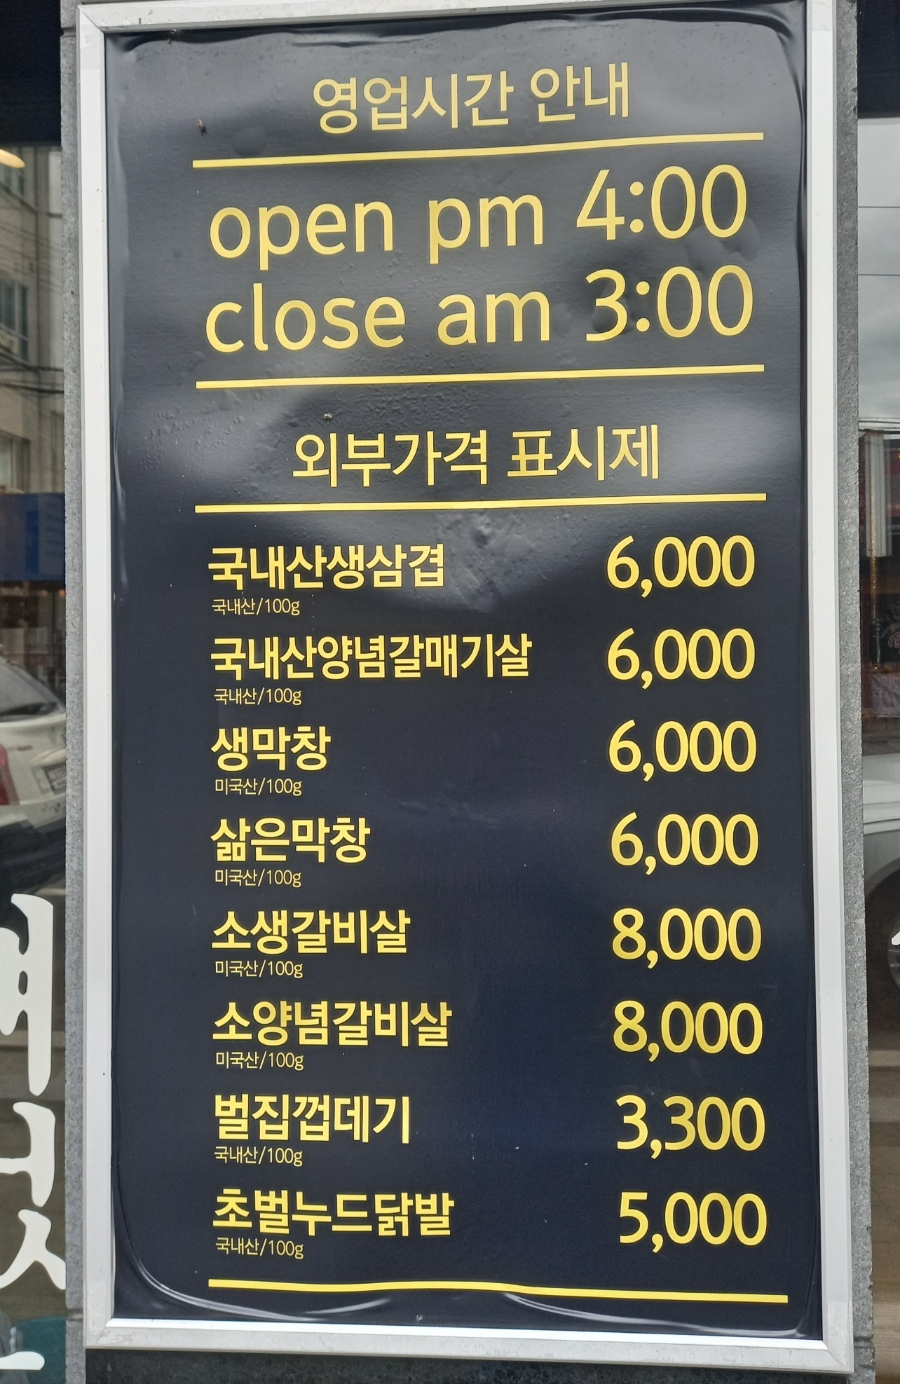 영업시간 안내
open pm 4:00
close am 3:00
외부가격 표시제
국내산생삼겹 6,000
국내산/100g
국내산양념갈매기살 6,000
국내산/100g
생막창 6,000
미국산/100g
삶은막창 6,000
미국산/100g
소생갈비살 8,000
미국산/100g
소양념갈비살 8,000
미국산/100g
벌집껍데기 3,300
국내산/100g
초벌누드닭발 5,000
국내산/100g